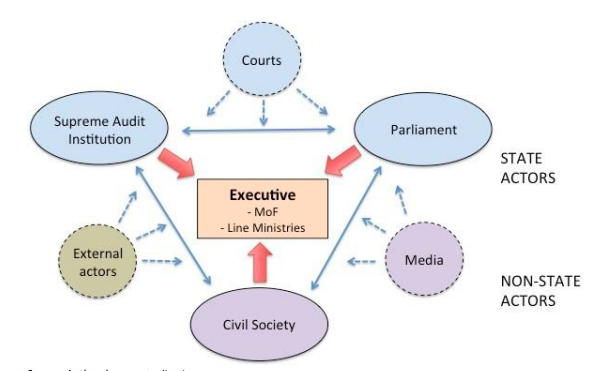 Courts
Supreme Audit
Institution
Parliament
STATE
ACTORS
Executive
- MoF
- Line Ministries
External
actors
Media
NON-STATE
ACTORS
Civil Society